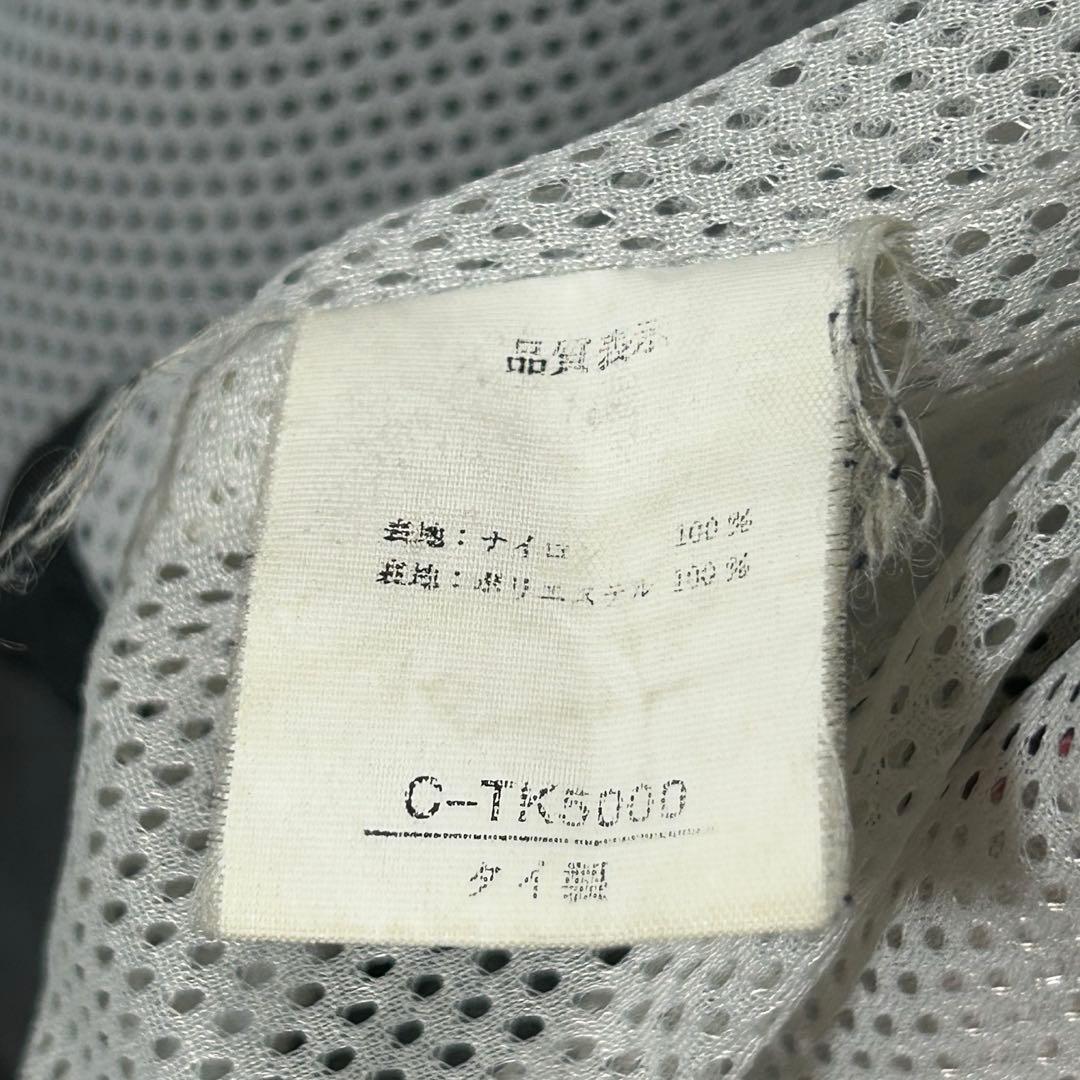 品質表示
表地：ナイロン 100%
裏地：ポリエステル 100%
C-TK5000
タイ製